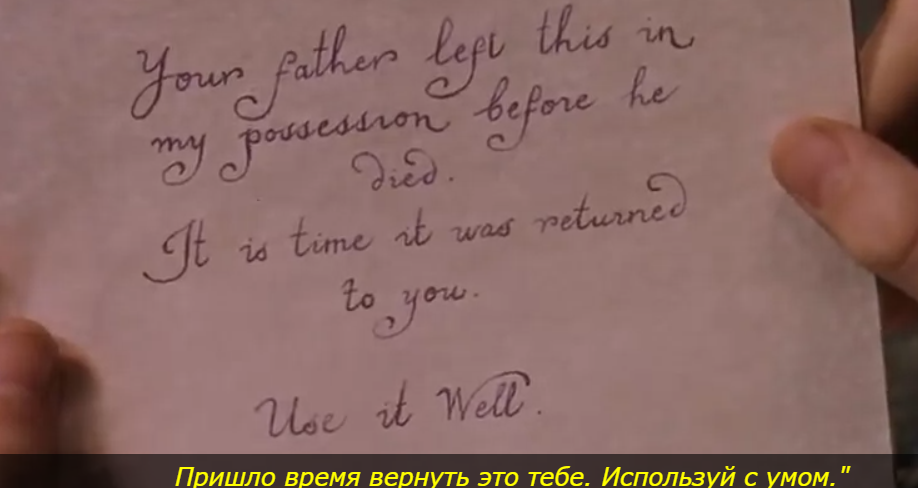 Your father left this in
my possession before he
died.
It is time it was returned
to you.
Use it Well.
Пришло время вернуть это тебе. Используй с умом."